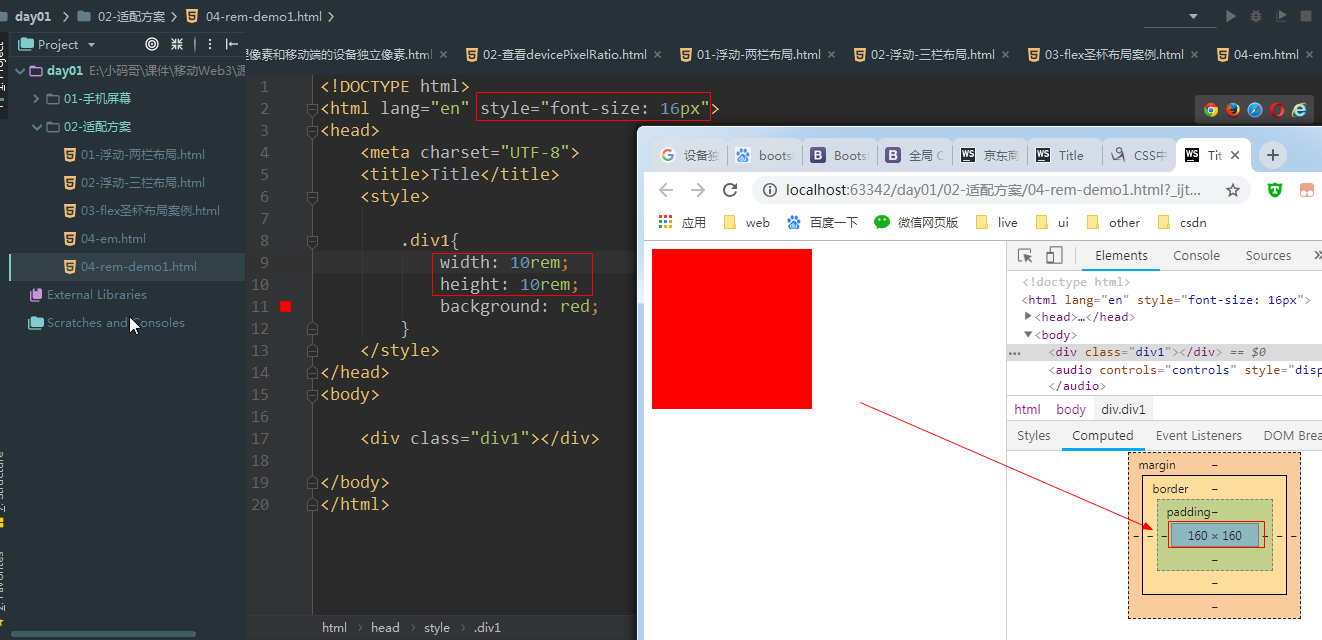 day01 02-适配方案 04-rem-demo1.html
Project
day01 E:\小码哥\课件\移动Web3\课
01-手机屏幕
02-适配方案
01-浮动-两栏布局.html
02-浮动-三栏布局.html
03-flex圣杯布局案例.html
04-em.html
04-rem-demo1.html
External Libraries
Scratches and Consoles
像素和移动端的设备独立像素.html 02-查看devicePixelRatio.html 01-浮动-两栏布局.html 02-浮动-三栏布局.html 03-flex圣杯布局案例.html 04-em.html
1 <!DOCTYPE html>
2 <html lang="en" style="font-size: 16px">
3 <head>
4 <meta charset="UTF-8">
5 <title>Title</title>
6 <style>
7
8 .div1{
9 width: 10rem;
10 height: 10rem;
11 background: red;
12 }
13 </style>
14 </head>
15 <body>
16
17 <div class="div1"></div>
18
19 </body>
20 </html>
html head style .div1
设备独 boots Boots 全局 C 京东商 Title CSS中 Tit
localhost:63342/day01/02-适配方案/04-rem-demo1.html?_ijt...
应用 web 百度一下 微信网页版 live ui other csdn
Elements Console Sources »
<!doctype html>
<html lang="en" style="font-size: 16px">
<head>…</head>
<body>
<div class="div1"></div> == $0
<audio controls="controls" style="disp
</audio>
html body div.div1
Styles Computed Event Listeners DOM Brea
margin –
border –
padding –
160 × 160